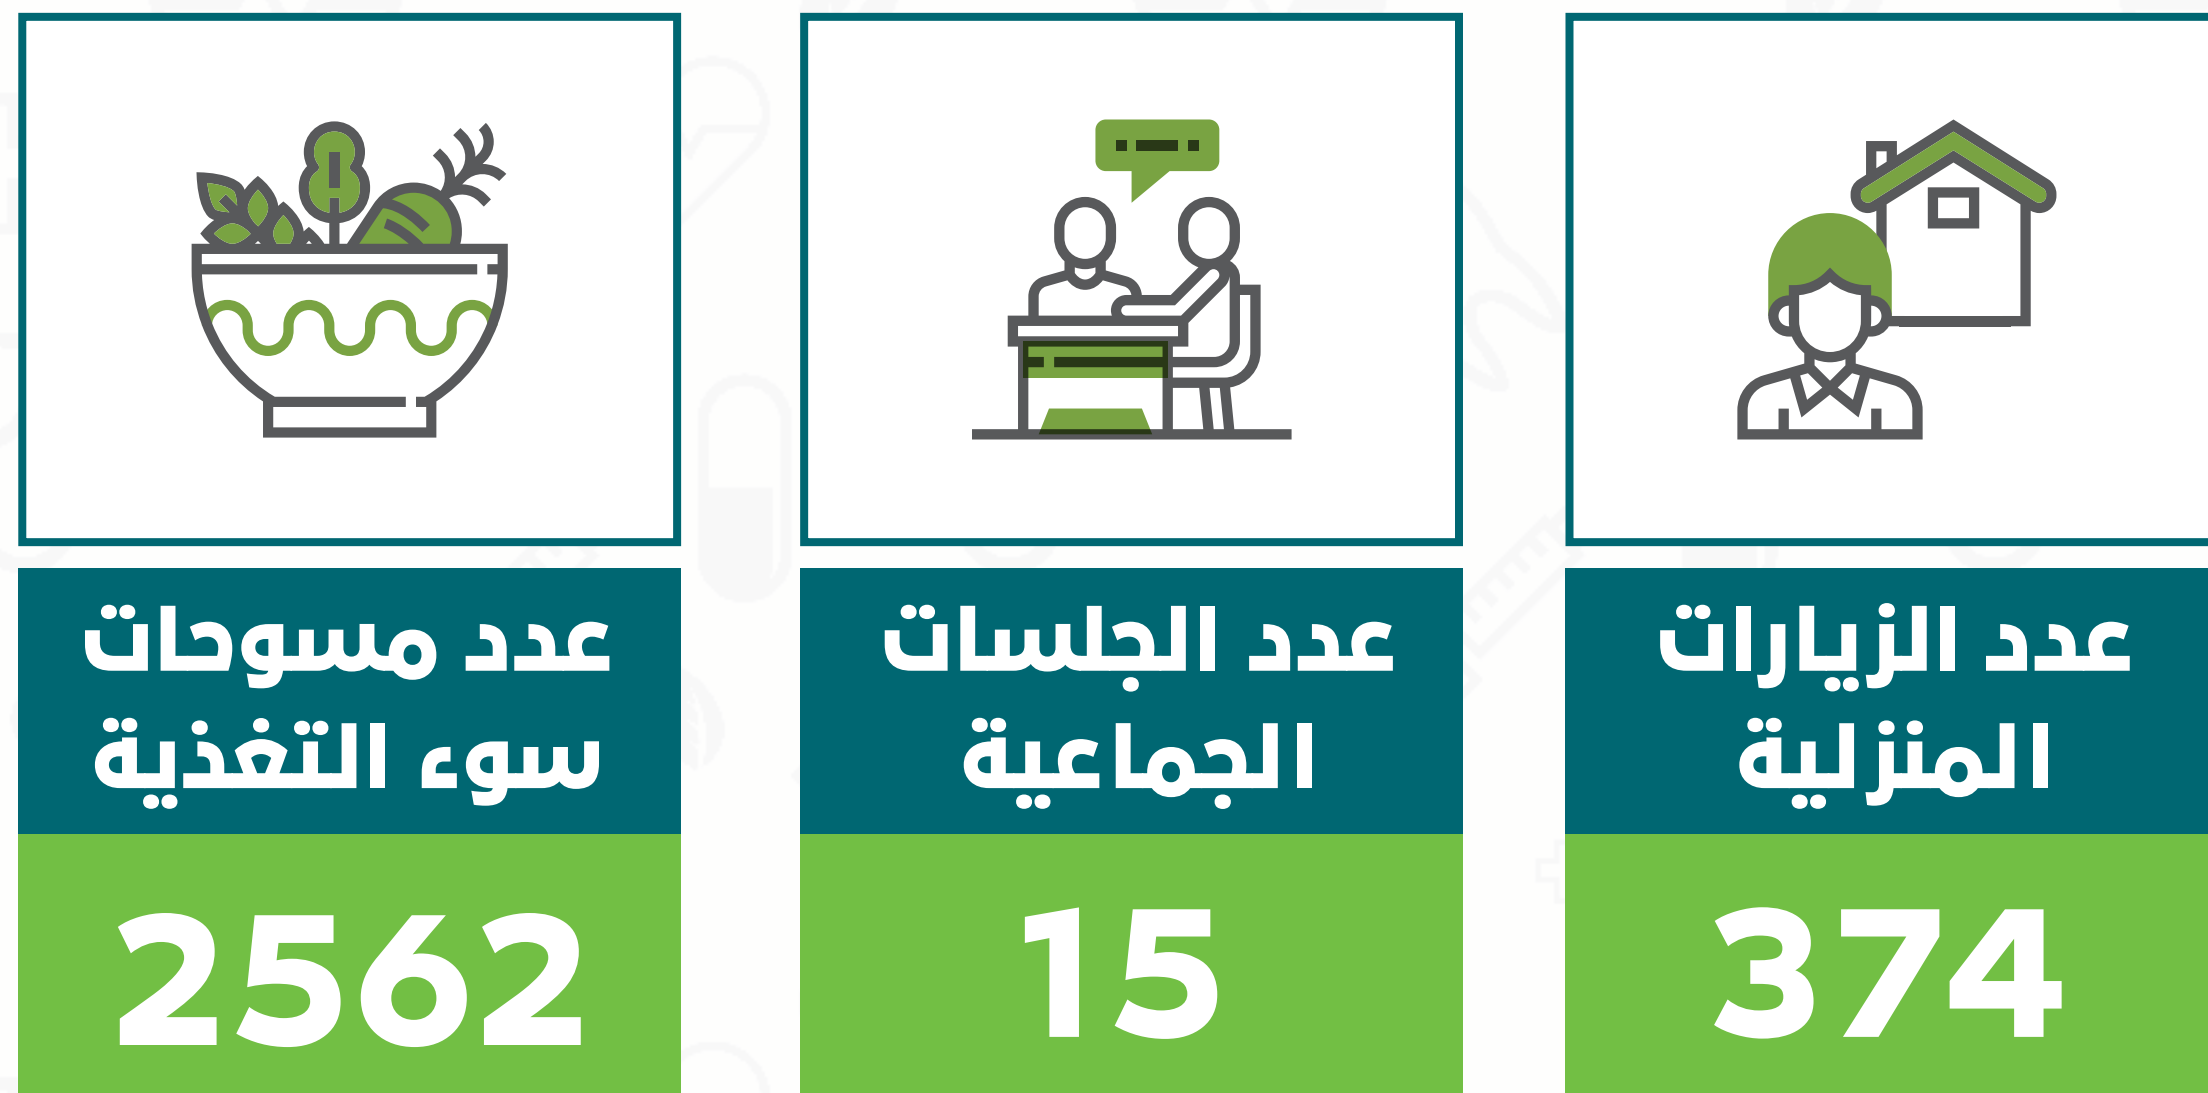 عدد الزيارات
المنزلية
374
عدد الجلسات
الجماعية
15
عدد مسوحات
سوء التغذية
2562